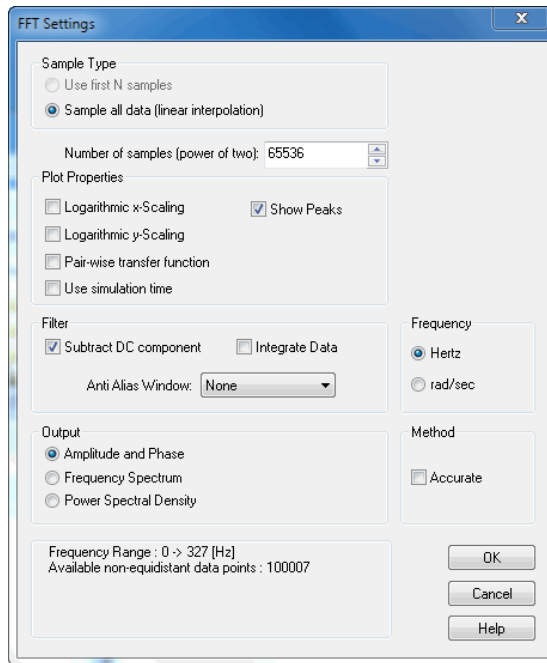 FFT Settings
x
Sample Type
Use first N samples
Sample all data (linear interpolation)
Number of samples (power of two): 65536
Plot Properties
Logarithmic x-Scaling
Show Peaks
Logarithmic y-Scaling
Pair-wise transfer function
Use simulation time
Filter
Subtract DC component
Integrate Data
Anti Alias Window: None
Frequency
Hertz
rad/sec
Output
Amplitude and Phase
Frequency Spectrum
Power Spectral Density
Method
Accurate
Frequency Range : 0 -> 327 [Hz]
Available non-equidistant data points : 100007
OK
Cancel
Help